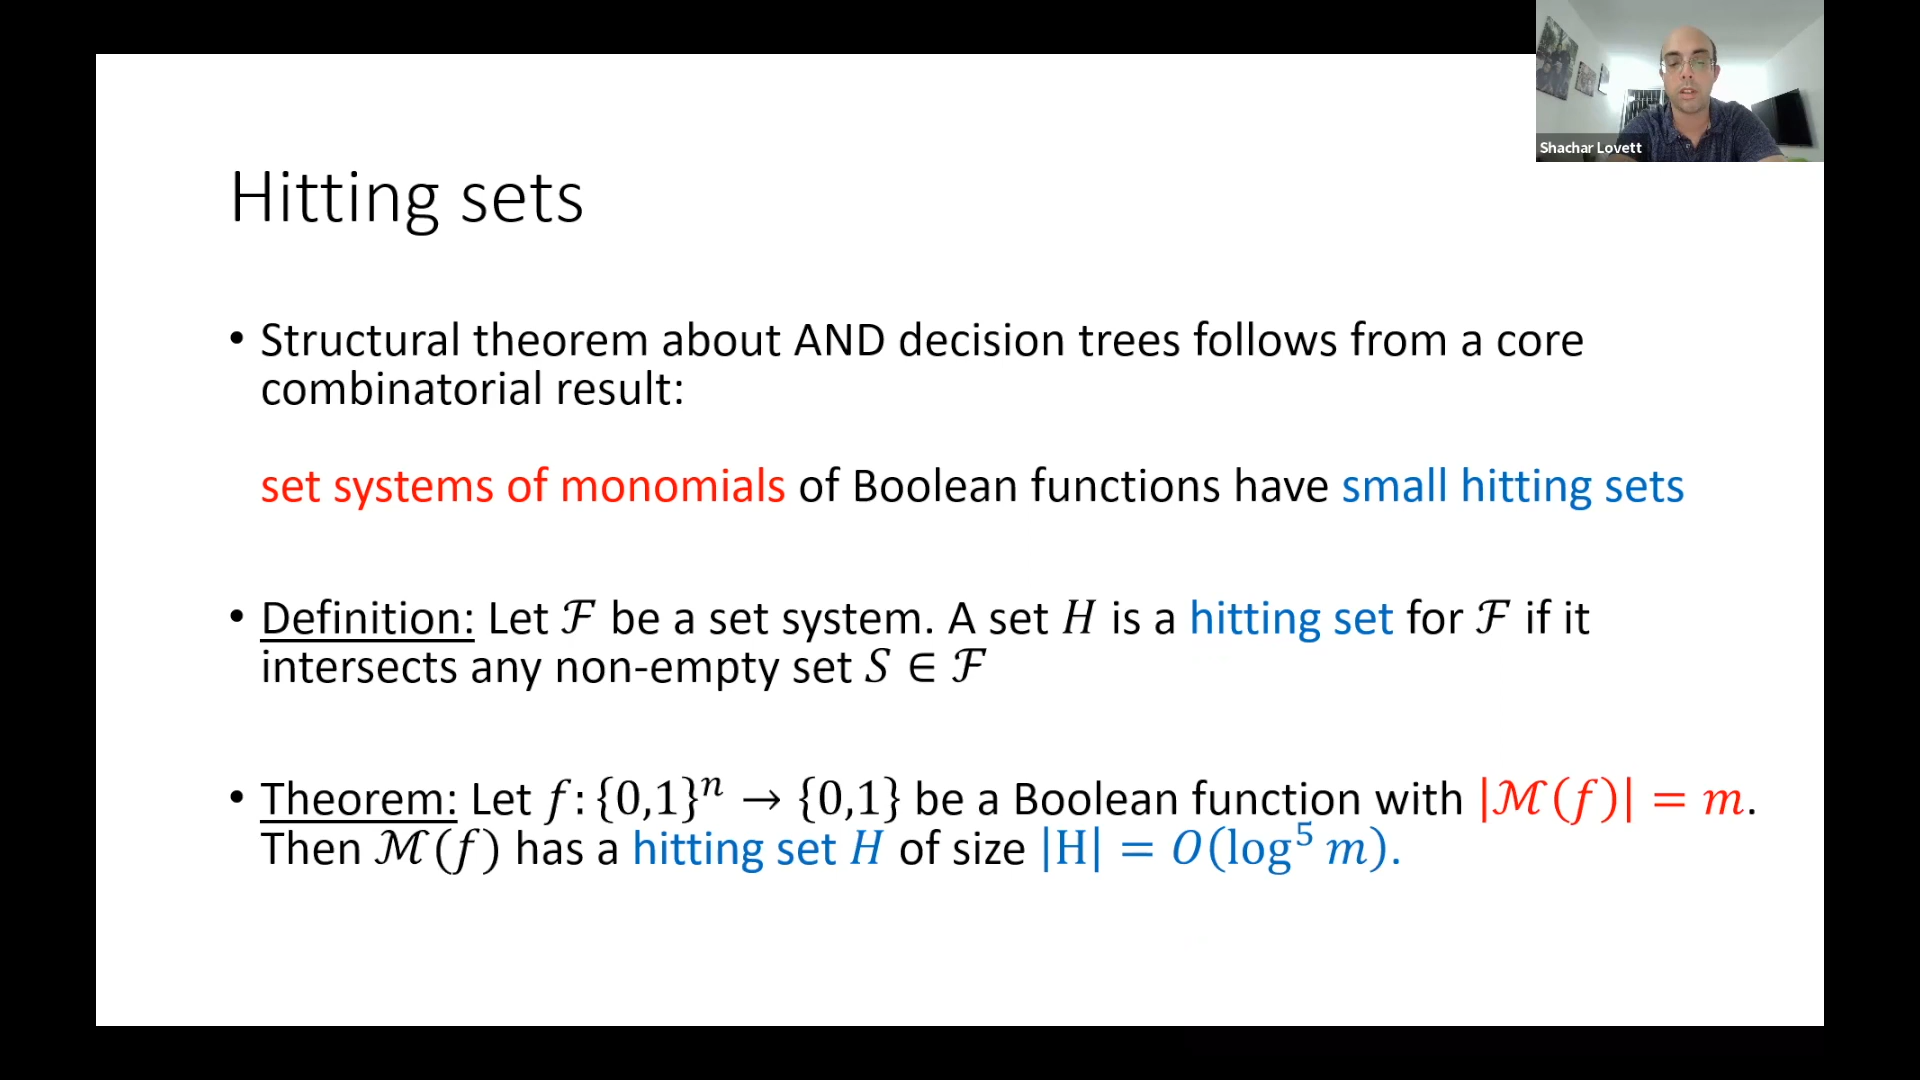 Shachar Lovett
Hitting sets
• Structural theorem about AND decision trees follows from a core
combinatorial result:
set systems of monomials of Boolean functions have small hitting sets
• Definition: Let ℱ be a set system. A set H is a hitting set for ℱ if it
intersects any non-empty set S ∈ ℱ
• Theorem: Let f: {0,1}ⁿ → {0,1} be a Boolean function with |ℳ(f)| = m.
Then ℳ(f) has a hitting set H of size |H| = O(log⁵ m).